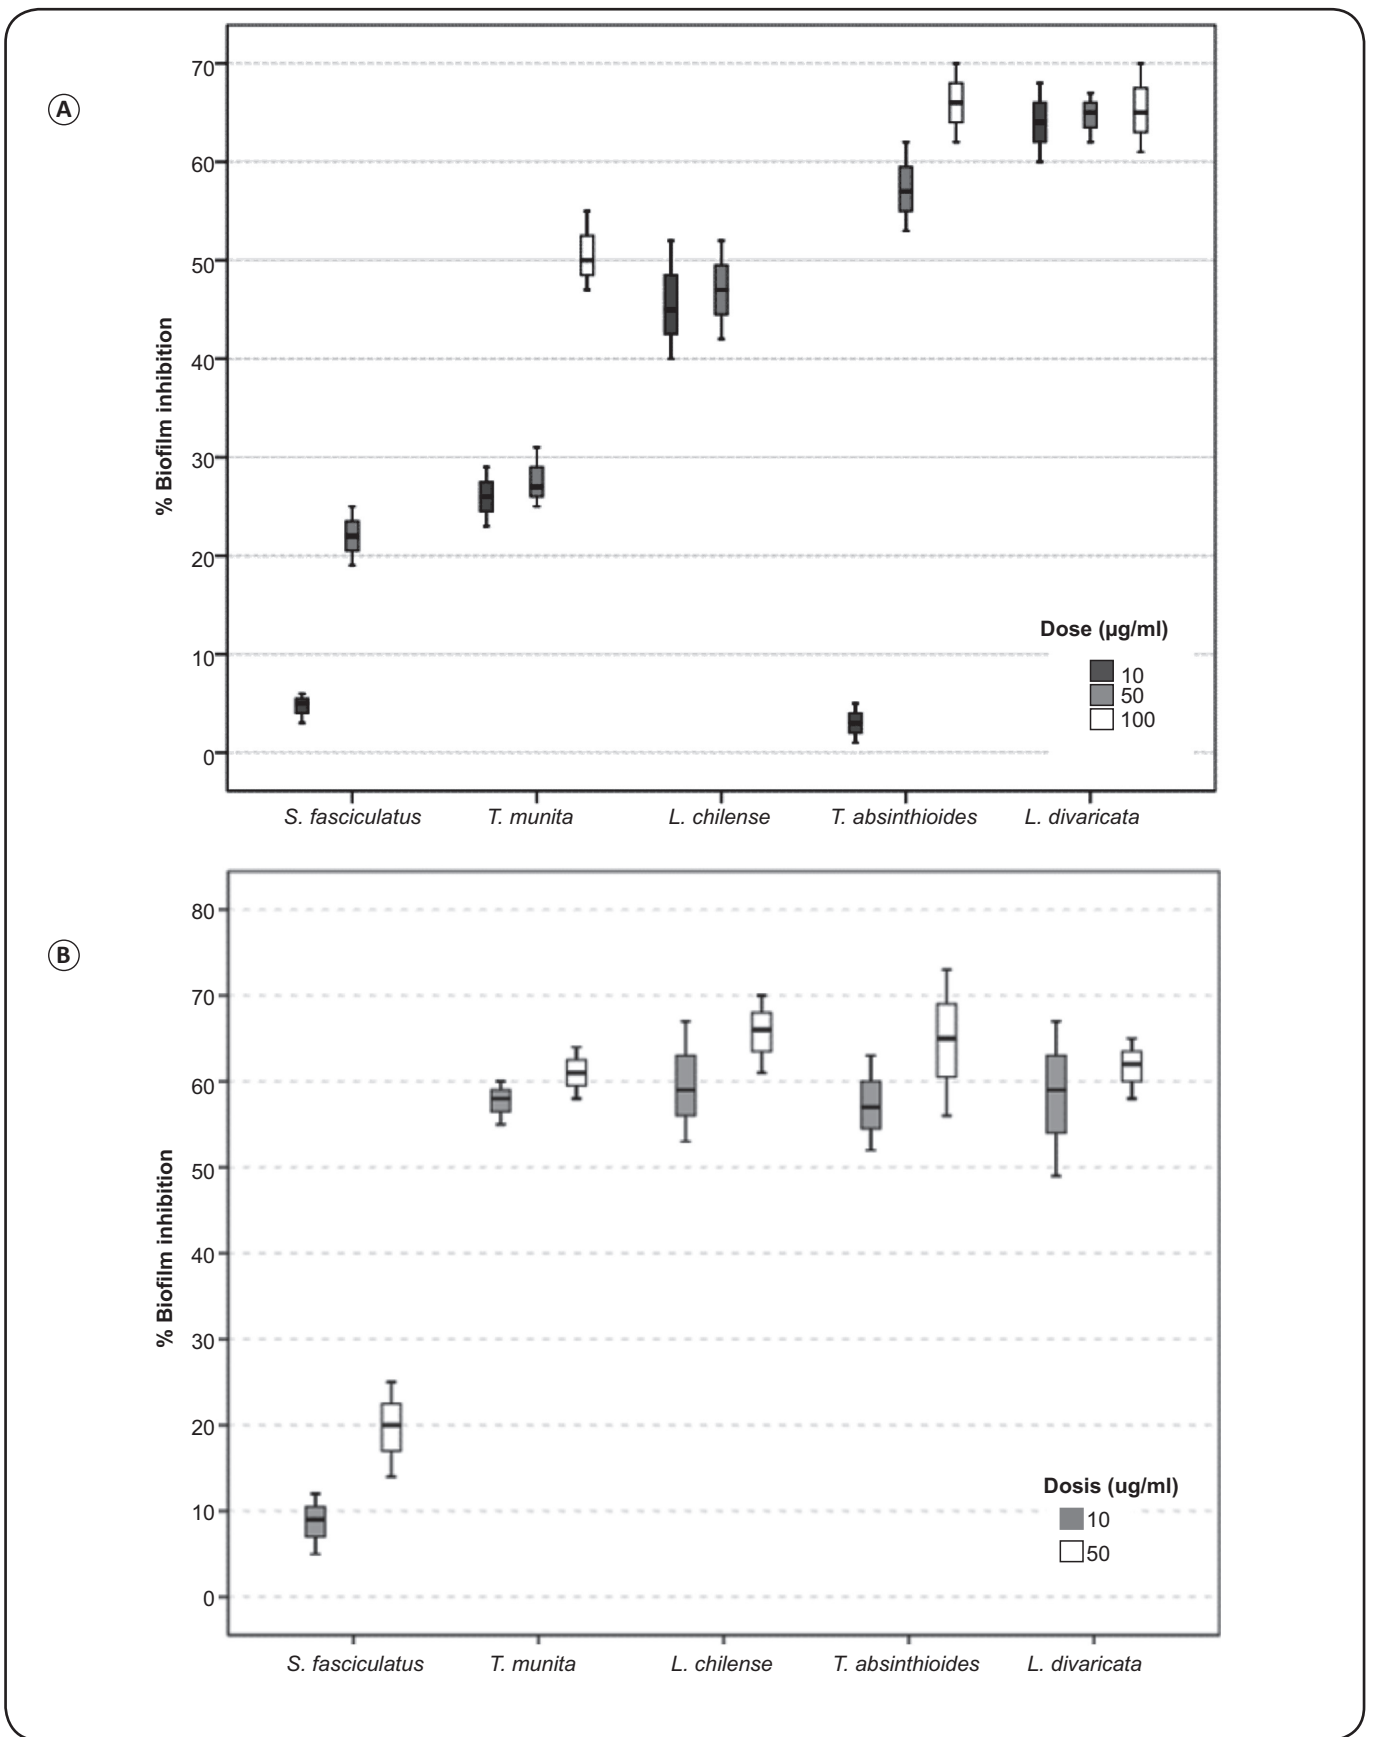 A
70
60
50
40
30
20
10
0
% Biofilm inhibition
Dose (µg/ml)
10
50
100
S. fasciculatus T. munita L. chilense T. absinthioides L. divaricata
B
80
70
60
50
40
30
20
10
0
% Biofilm inhibition
Dosis (ug/ml)
10
50
S. fasciculatus T. munita L. chilense T. absinthioides L. divaricata